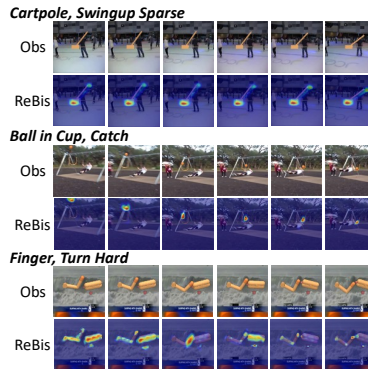 Cartpole, Swingup Sparse
Obs
ReBis
Ball in Cup, Catch
Obs
ReBis
Finger, Turn Hard
Obs
ReBis